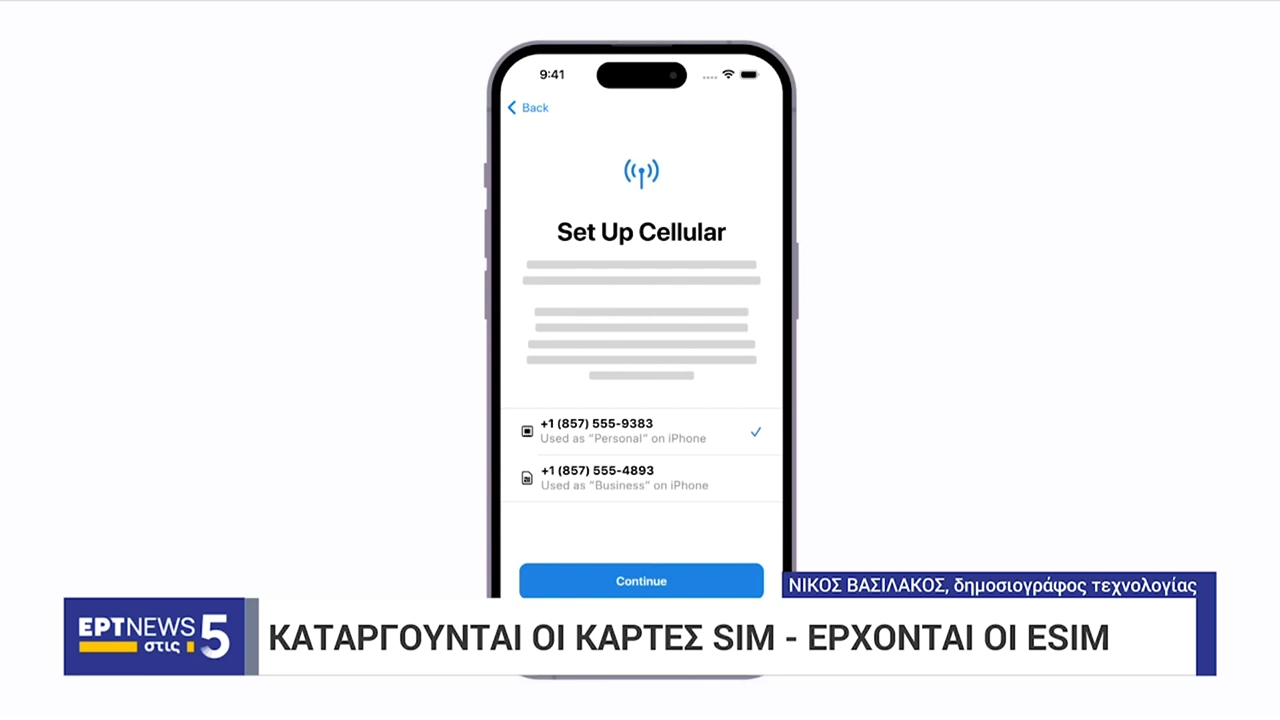 9:41
Back
Set Up Cellular
+1 (857) 555-9383
Used as “Personal” on iPhone
+1 (857) 555-4893
Used as “Business” on iPhone
Continue
ΝΙΚΟΣ ΒΑΣΙΛΑΚΟΣ, δημοσιογράφος τεχνολογίας
ΕΡΤNEWS
στις 5
ΚΑΤΑΡΓΟΥΝΤΑΙ ΟΙ ΚΑΡΤΕΣ SIM - ΕΡΧΟΝΤΑΙ ΟΙ ESIM